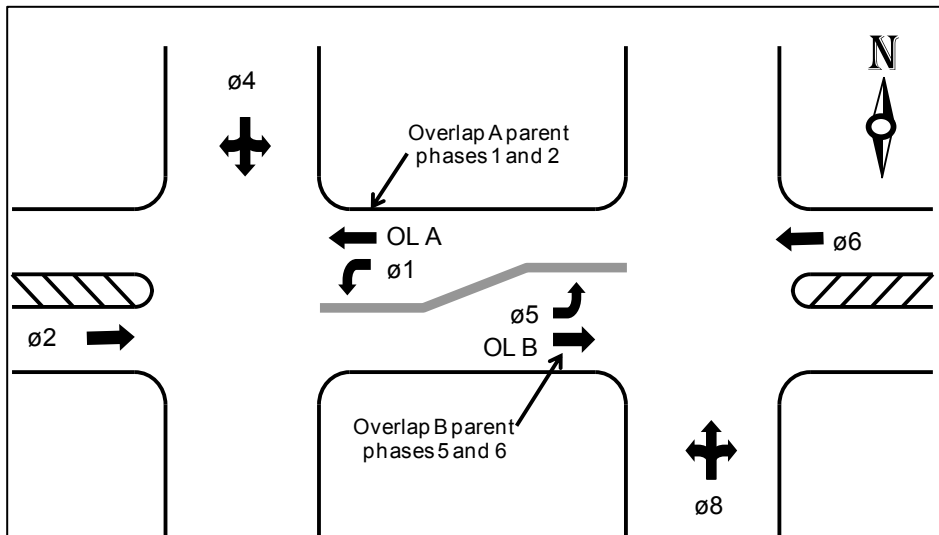 ø4
N
Overlap A parent
phases 1 and 2
OL A
ø6
ø1
ø5
ø2
OL B
Overlap B parent
phases 5 and 6
ø8